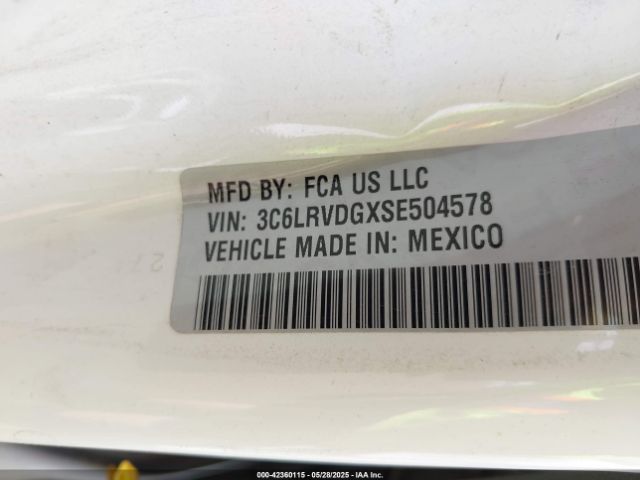 MFD BY: FCA US LLC
VIN: 3C6LRVDGXSE504578
VEHICLE MADE IN: MEXICO
000-42360115 - 05/28/2025 - IAA Inc.